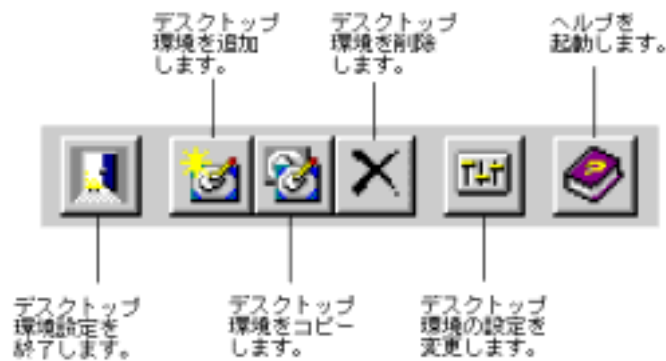 デスクトップ
環境を追加
します。
デスクトップ
環境を削除
します。
ヘルプを
起動します。
デスクトップ
環境設定を
終了します。
デスクトップ
環境をコピー
します。
デスクトップ
環境の設定を
変更します。